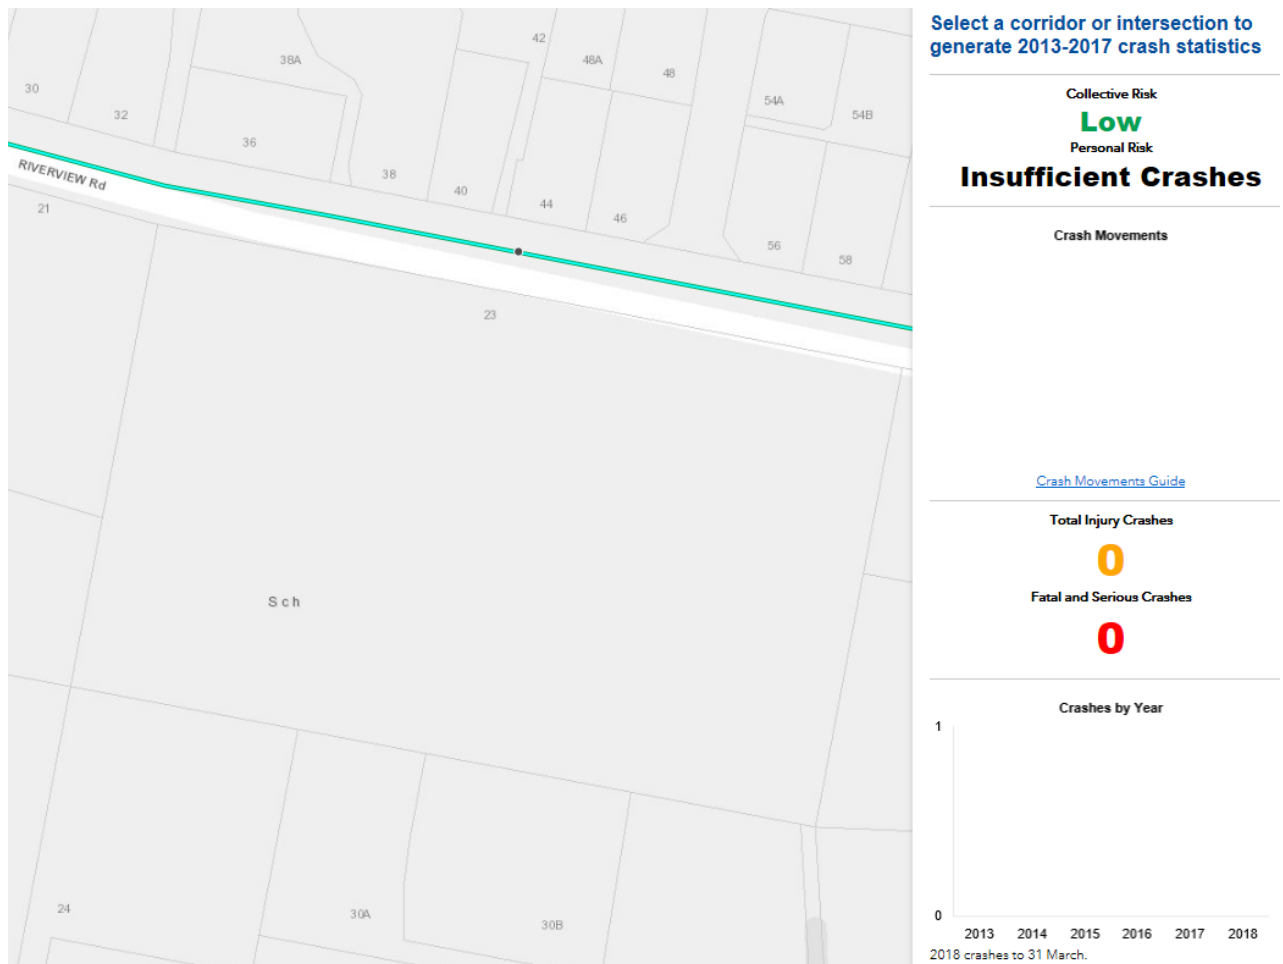 42
38A
48A
48
30
54A
54B
32
36
38
RIVERVIEW Rd
40
44
46
21
56
58
23
Sch
24
30A
30B
Select a corridor or intersection to
generate 2013-2017 crash statistics
Collective Risk
Low
Personal Risk
Insufficient Crashes
Crash Movements
Crash Movements Guide
Total Injury Crashes
0
Fatal and Serious Crashes
0
Crashes by Year
1
0
2013 2014 2015 2016 2017 2018
2018 crashes to 31 March.